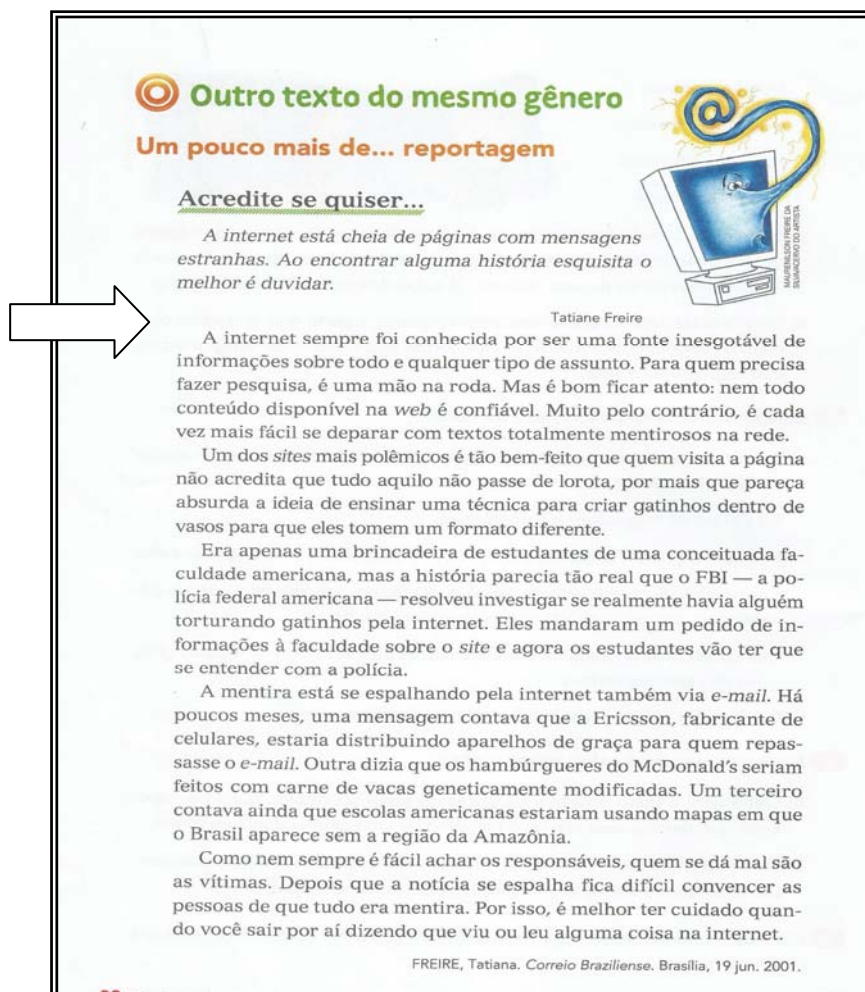 Outro texto do mesmo gênero
Um pouco mais de... reportagem
Acredite se quiser...
A internet está cheia de páginas com mensagens
estranhas. Ao encontrar alguma história esquisita o
melhor é duvidar.
MAURENILSON FREIRE DA
SILVA/ACERVO DO ARTISTA
Tatiane Freire
A internet sempre foi conhecida por ser uma fonte inesgotável de
informações sobre todo e qualquer tipo de assunto. Para quem precisa
fazer pesquisa, é uma mão na roda. Mas é bom ficar atento: nem todo
conteúdo disponível na web é confiável. Muito pelo contrário, é cada
vez mais fácil se deparar com textos totalmente mentirosos na rede.
Um dos sites mais polêmicos é tão bem-feito que quem visita a página
não acredita que tudo aquilo não passe de lorota, por mais que pareça
absurda a ideia de ensinar uma técnica para criar gatinhos dentro de
vasos para que eles tomem um formato diferente.
Era apenas uma brincadeira de estudantes de uma conceituada fa-
culdade americana, mas a história parecia tão real que o FBI — a po-
lícia federal americana — resolveu investigar se realmente havia alguém
torturando gatinhos pela internet. Eles mandaram um pedido de in-
formações à faculdade sobre o site e agora os estudantes vão ter que
se entender com a polícia.
A mentira está se espalhando pela internet também via e-mail. Há
poucos meses, uma mensagem contava que a Ericsson, fabricante de
celulares, estaria distribuindo aparelhos de graça para quem repas-
sasse o e-mail. Outra dizia que os hambúrgueres do McDonald's seriam
feitos com carne de vacas geneticamente modificadas. Um terceiro
contava ainda que escolas americanas estariam usando mapas em que
o Brasil aparece sem a região da Amazônia.
Como nem sempre é fácil achar os responsáveis, quem se dá mal são
as vítimas. Depois que a notícia se espalha fica difícil convencer as
pessoas de que tudo era mentira. Por isso, é melhor ter cuidado quan-
do você sair por aí dizendo que viu ou leu alguma coisa na internet.
FREIRE, Tatiana. Correio Braziliense. Brasília, 19 jun. 2001.